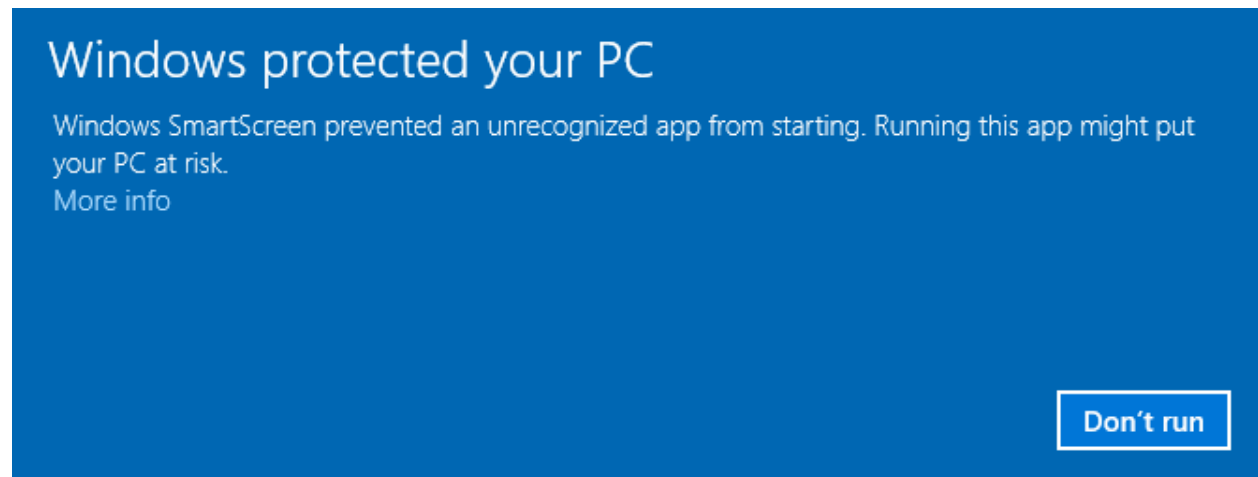 Windows protected your PC
Windows SmartScreen prevented an unrecognized app from starting. Running this app might put
your PC at risk.
More info
Don't run